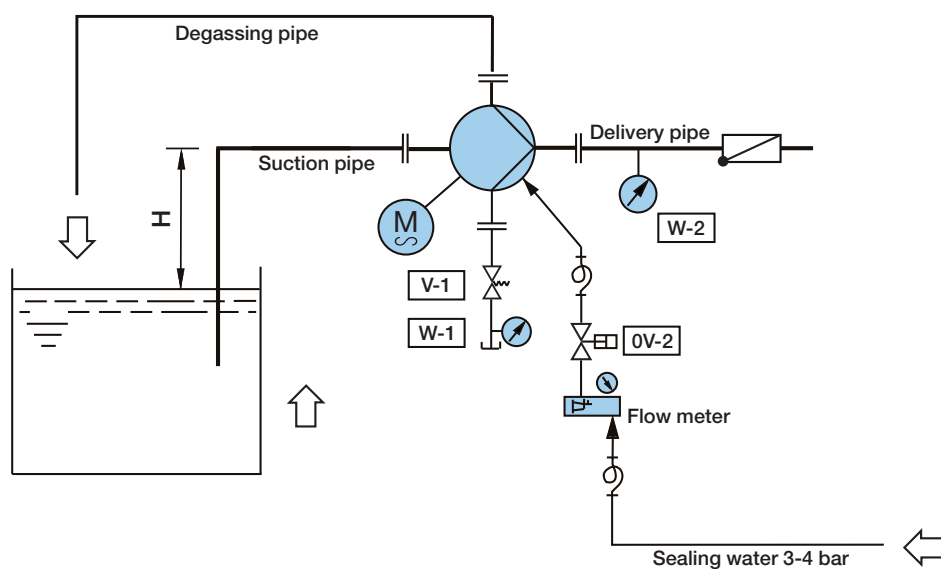 Degassing pipe
Suction pipe
Delivery pipe
H
M
S
W-2
V-1
W-1
0V-2
Flow meter
Sealing water 3-4 bar